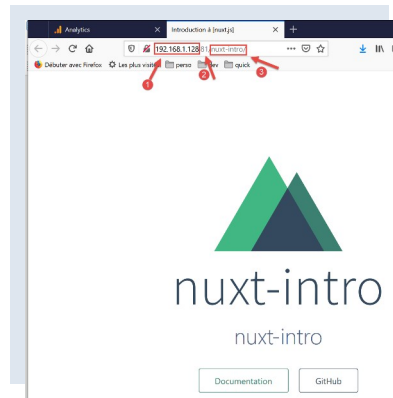 Analytics
Introduction à [nuxt.js]
192.168.1.128:81/nuxt-intro/
Débuter avec Firefox
Les plus visités
perso
dev
quick
1
2
3
nuxt-intro
nuxt-intro
Documentation
GitHub